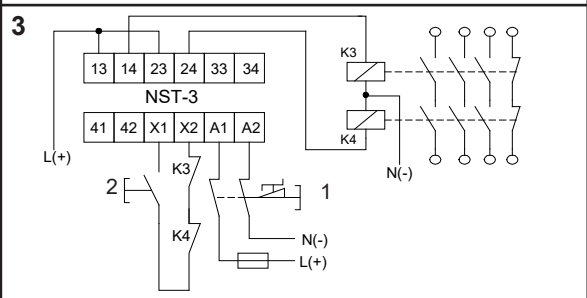 3
13 14 23 24 33 34
NST-3
41 42 X1 X2 A1 A2
L(+)
K3
K4
N(-)
2
K3
K4
1
N(-)
L(+)